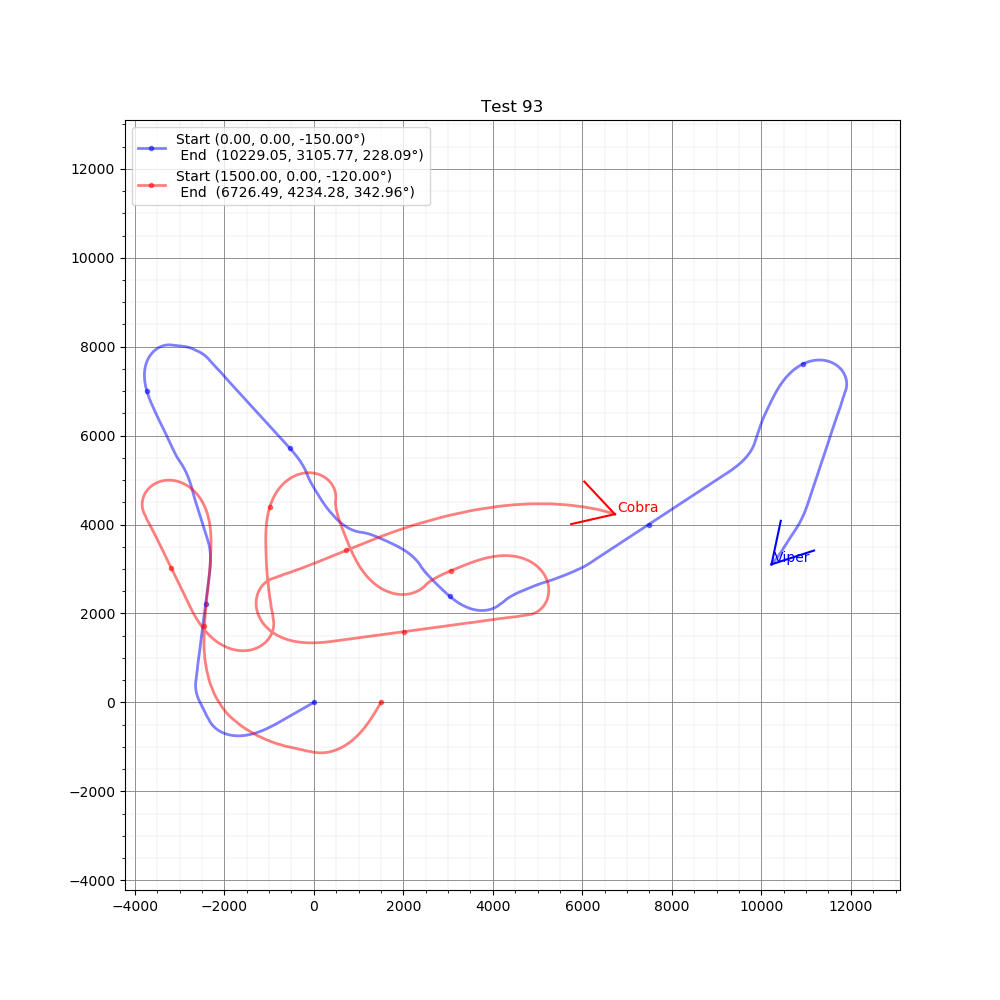 Test 93
Start (0.00, 0.00, -150.00°)
End  (10229.05, 3105.77, 228.09°)
Start (1500.00, 0.00, -120.00°)
End  (6726.49, 4234.28, 342.96°)
12000
10000
8000
6000
4000
2000
0
−2000
−4000
Cobra
Viper
−4000 −2000 0 2000 4000 6000 8000 10000 12000